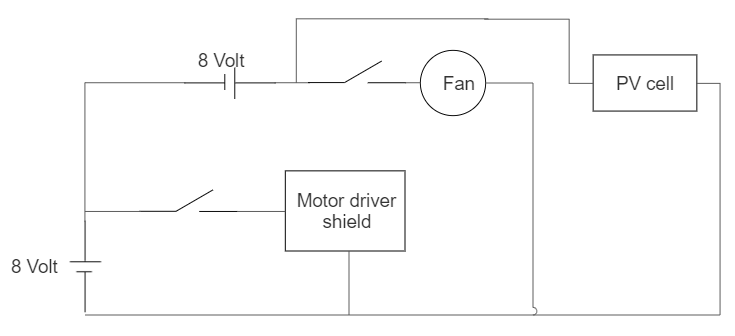 8 Volt
Fan
PV cell
Motor driver
shield
8 Volt